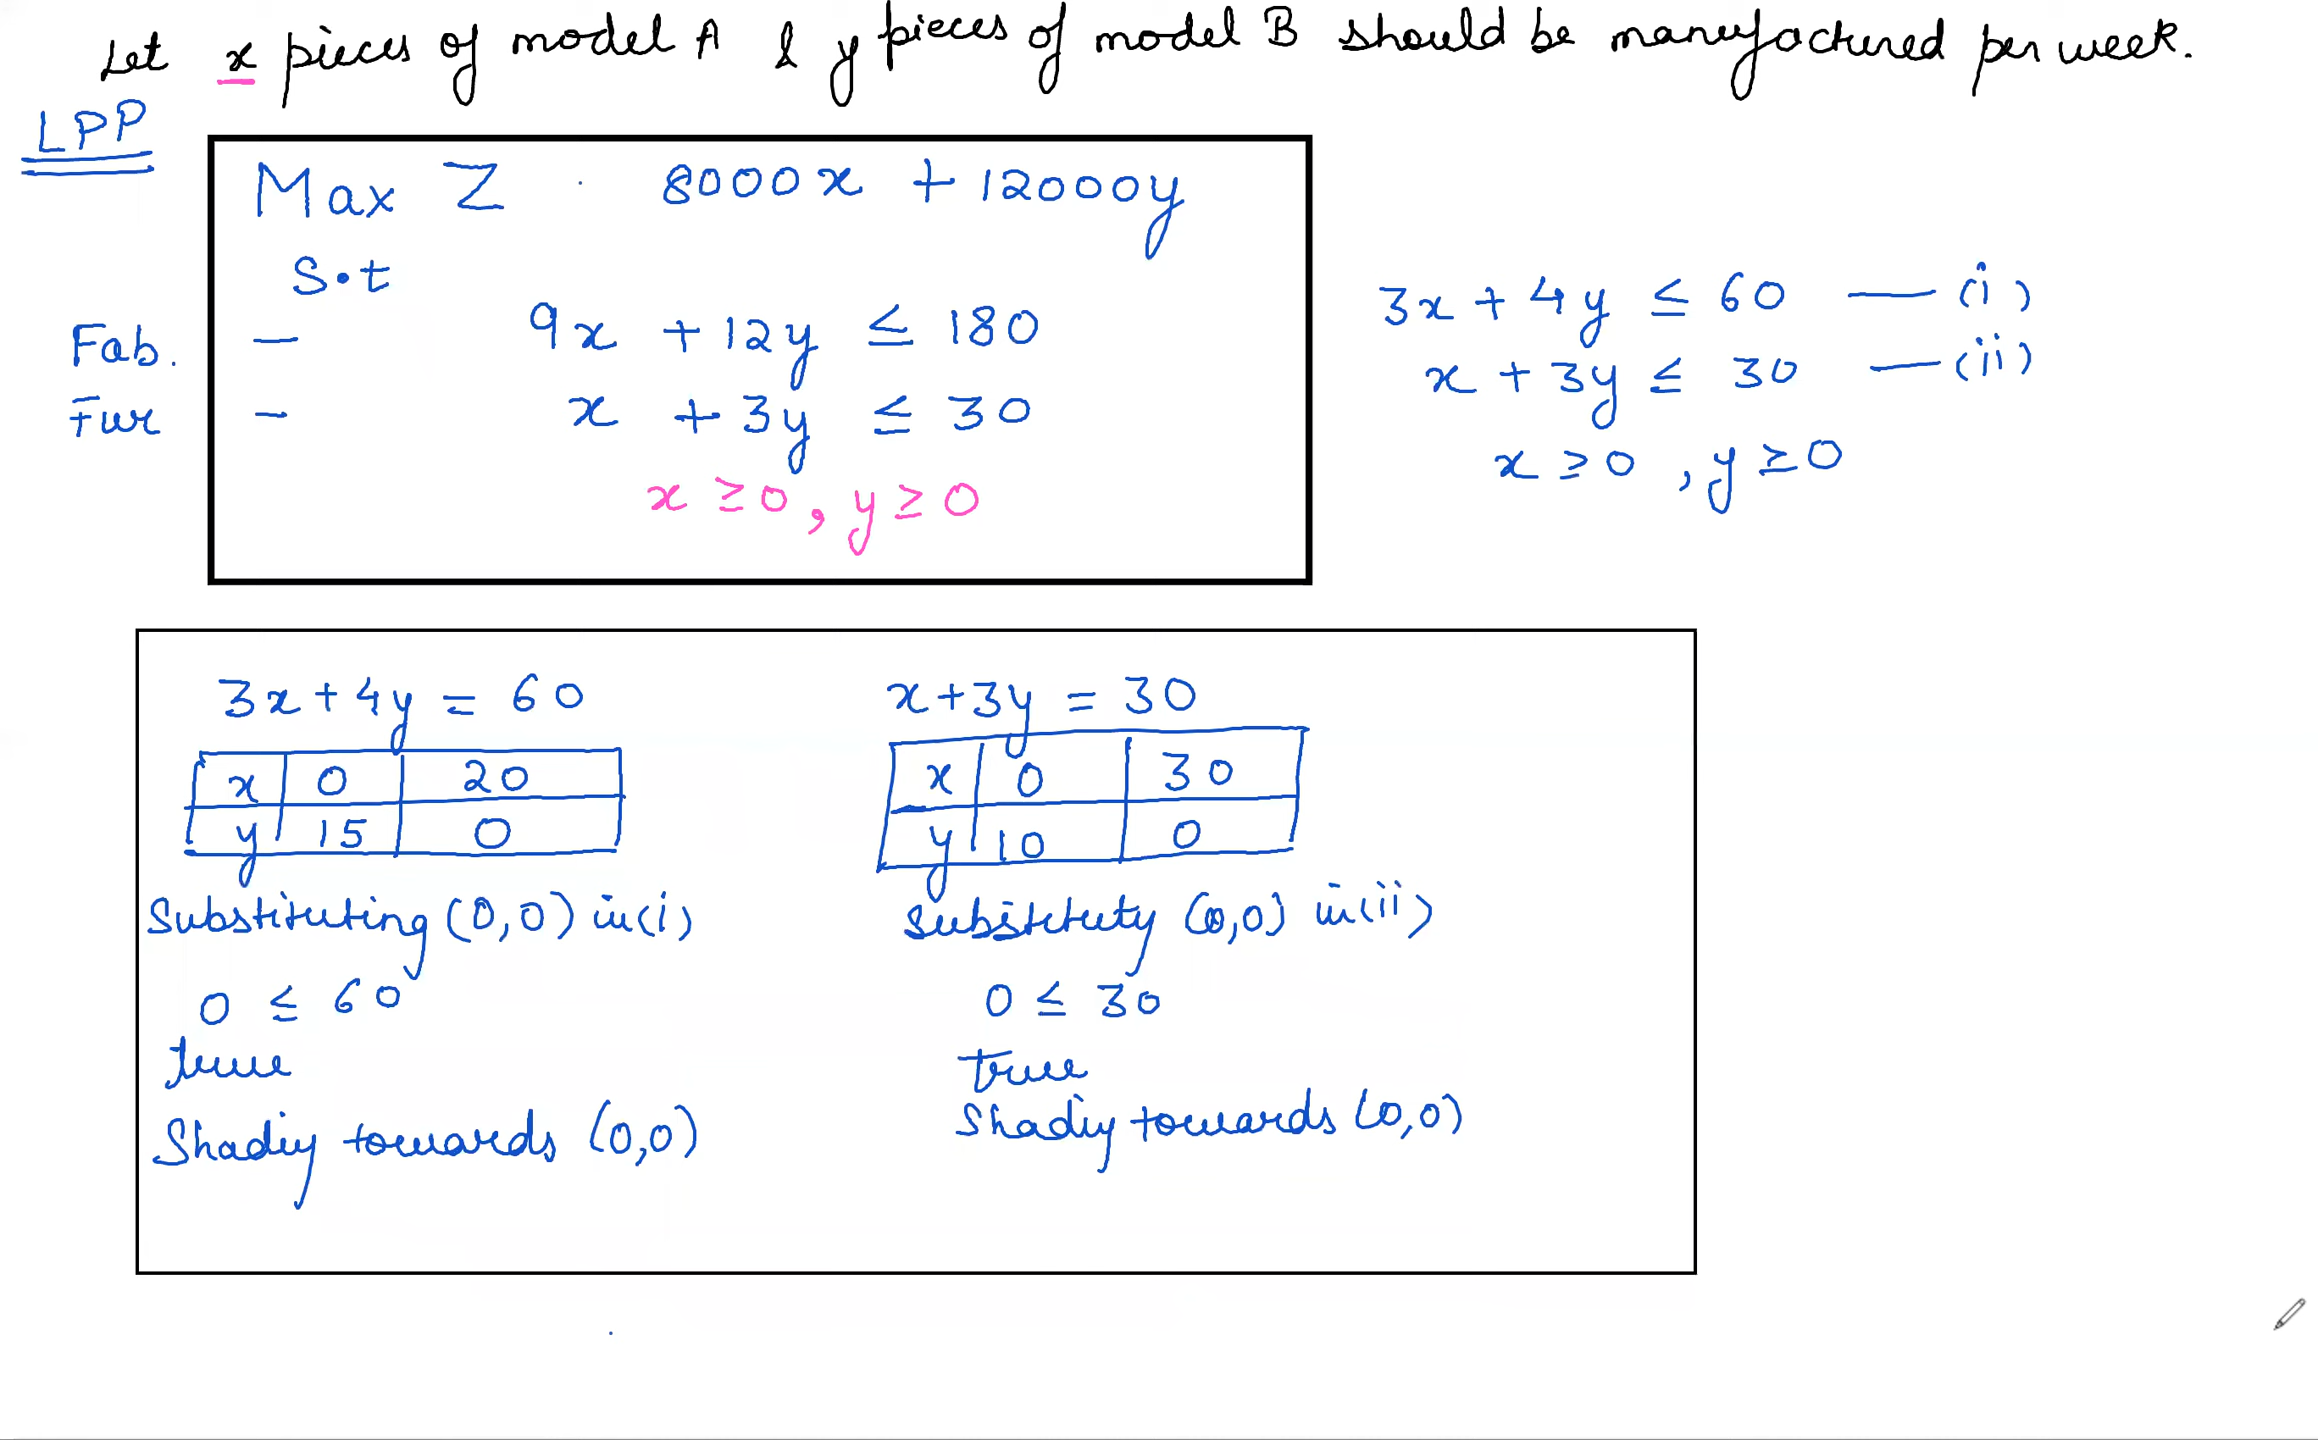 Let x pieces of model A & y pieces of model B should be manufactured per week.
LPP
Max Z 8000x + 12000y
S.t
Fab. - 9x + 12y ≤ 180
Fur - x + 3y ≤ 30
x ≥ 0, y ≥ 0
3x + 4y ≤ 60 — (i)
x + 3y ≤ 30 — (ii)
x ≥ 0, y ≥ 0
3x + 4y = 60
x 0 20
y 15 0
Substituting (0,0) in (i)
0 ≤ 60
true
Shadiy towards (0,0)
x + 3y = 30
x 0 30
y 10 0
Substituty (0,0) in (ii)
0 ≤ 30
true
Shadiy towards (0,0)